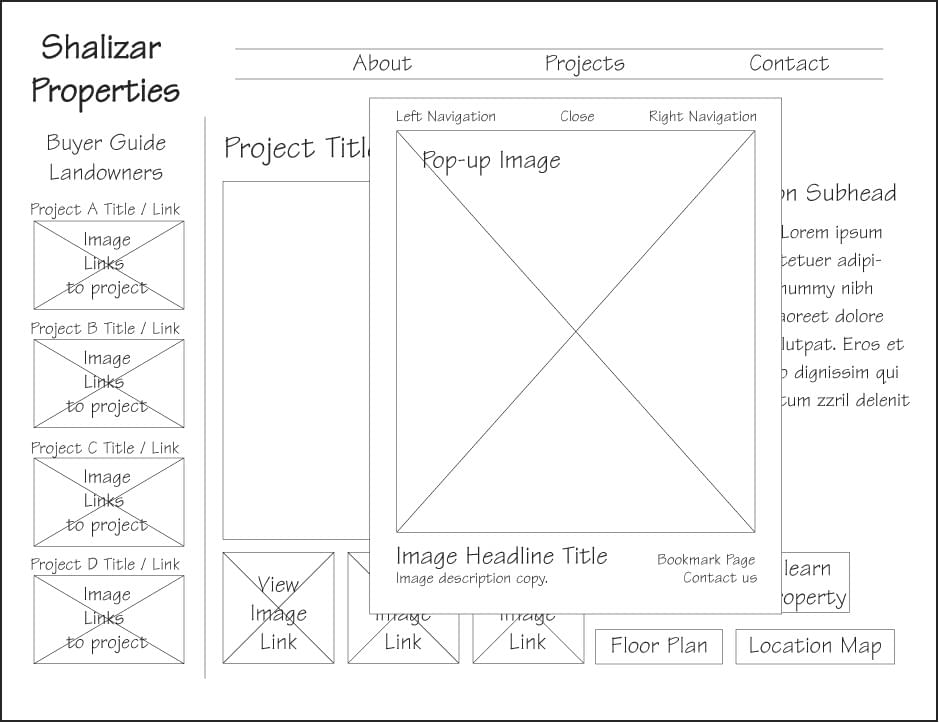 Shalizar
Properties
About Projects Contact
Buyer Guide
Landowners
Project A Title / Link
Image
Links
to project
Project B Title / Link
Image
Links
to project
Project C Title / Link
Image
Links
to project
Project D Title / Link
Image
Links
to project
Project Title
Left Navigation Close Right Navigation
Pop-up Image
Image Headline Title
Image description copy.
Bookmark Page
Contact us
on Subhead
Lorem ipsum
tetuer adipi-
nummy nibh
aoreet dolore
lutpat. Eros et
dignissim qui
tum zzril delenit
View
Image
Link
Image
Link
Image
Link
learn
roperty
Floor Plan
Location Map